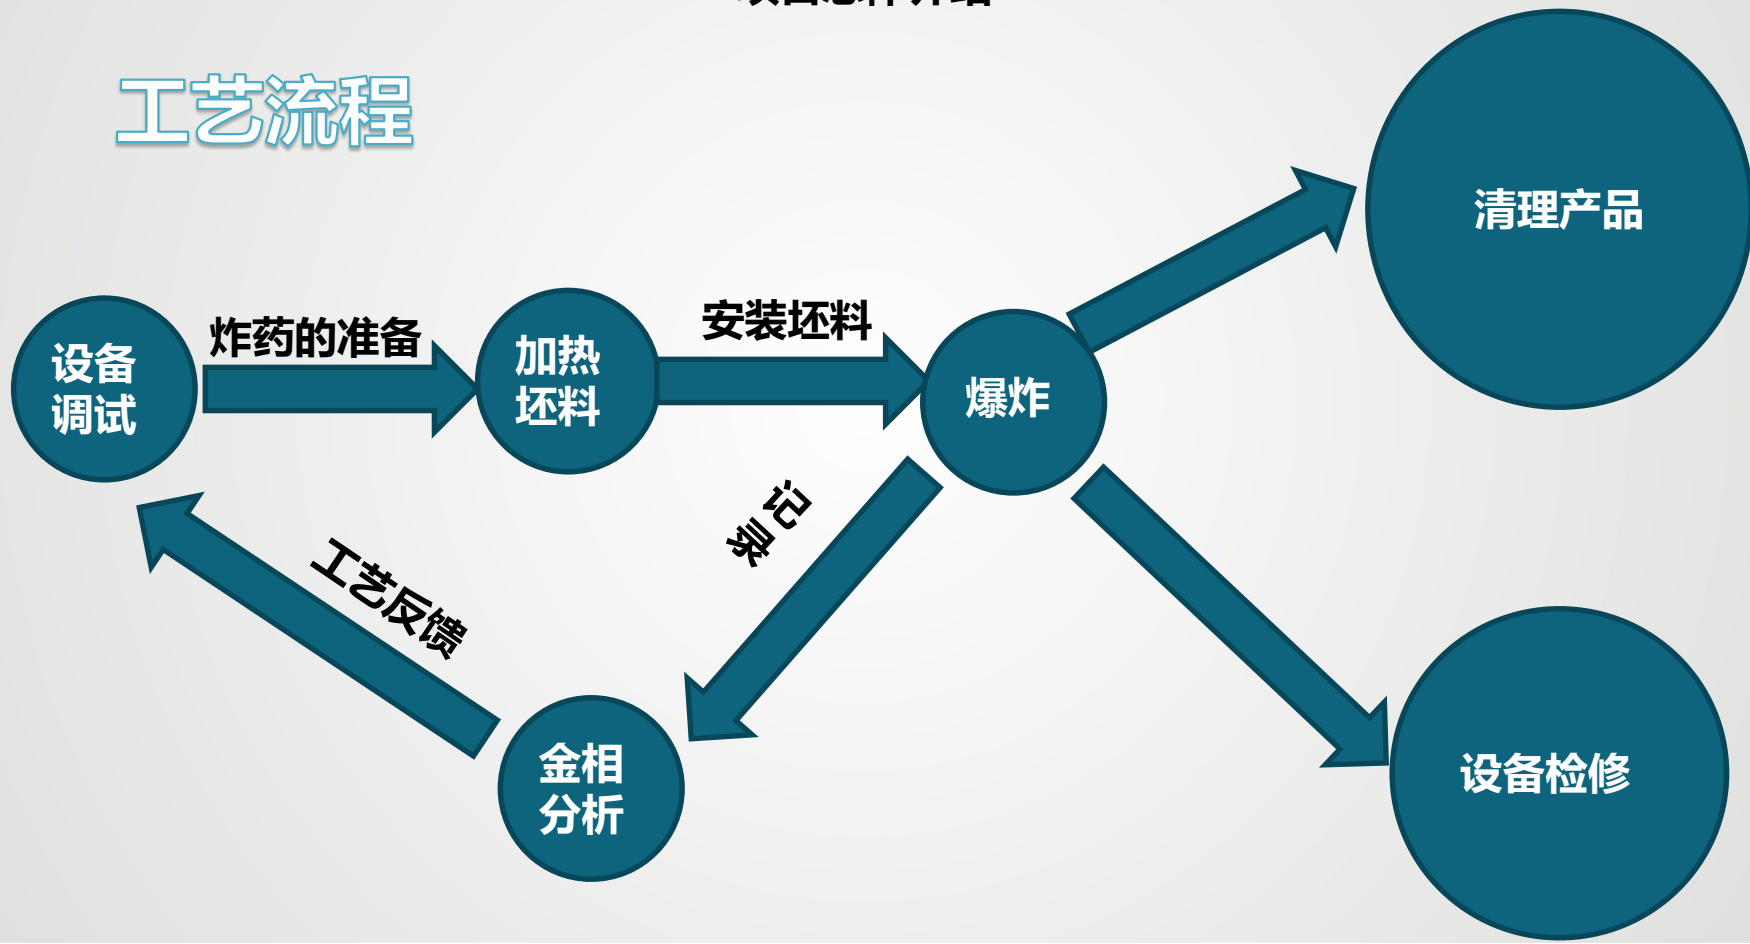 工艺流程
清理产品
炸药的准备
安装坯料
设备
调试
加热
坯料
爆炸
记
录
工艺反馈
金相
分析
设备检修